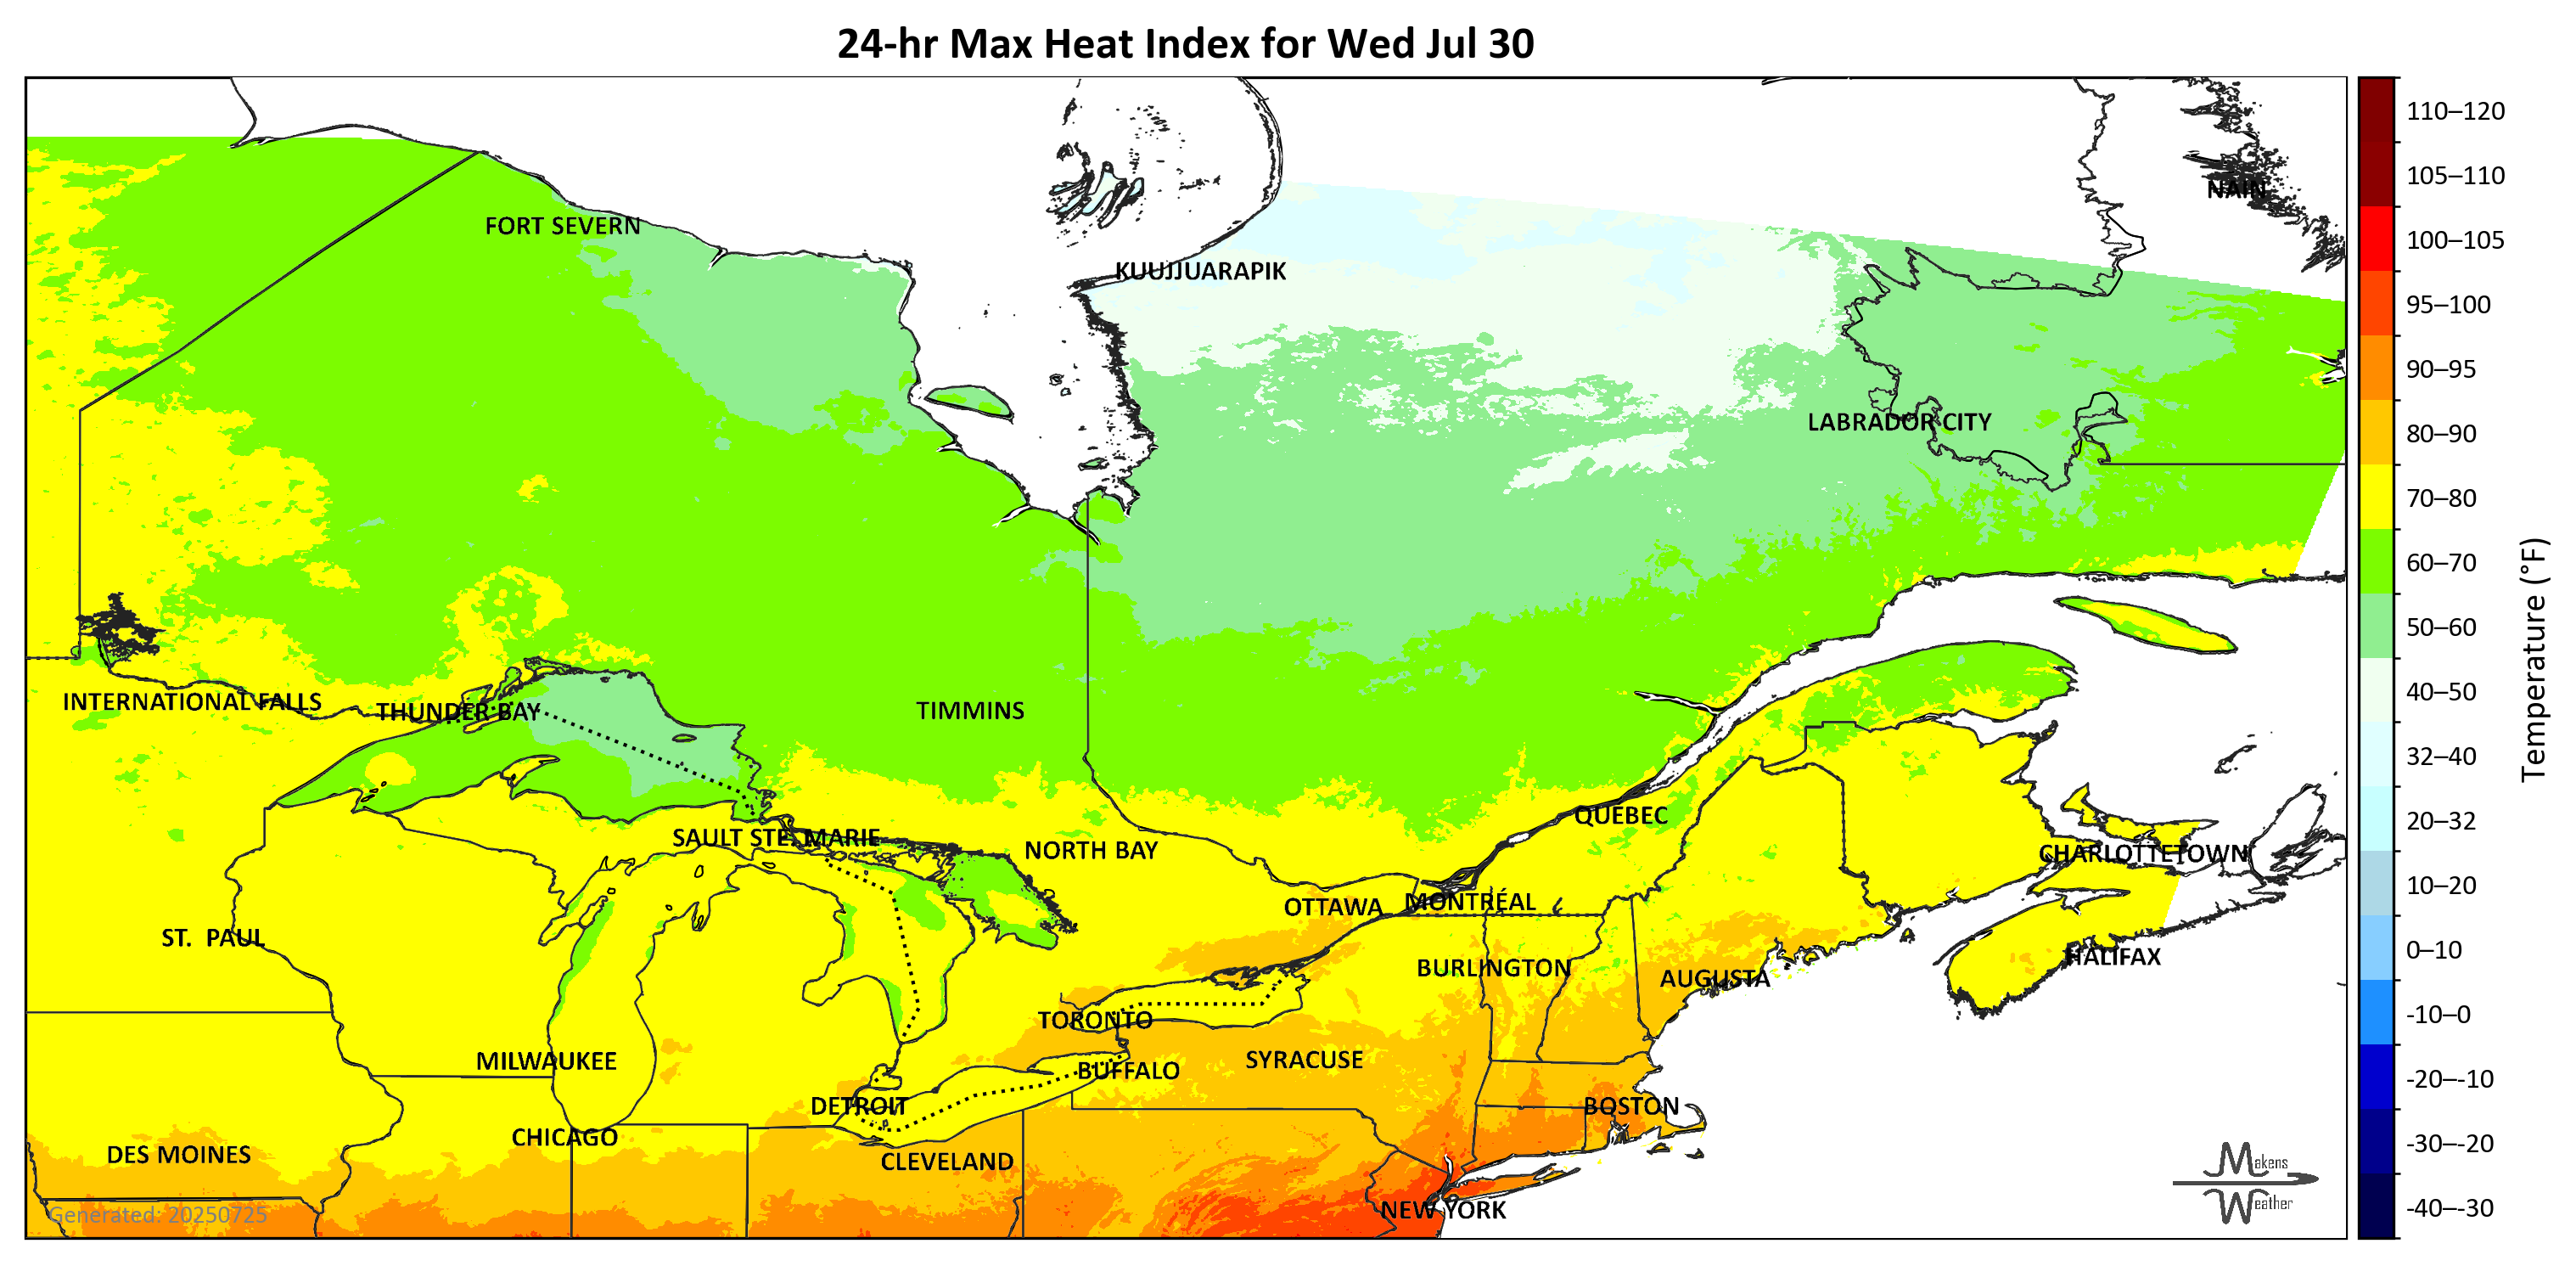 24-hr Max Heat Index for Wed Jul 30
110–120
105–110
NAIN
FORT SEVERN
100–105
KUUJJUARAPIK
95–100
90–95
LABRADOR CITY
80–90
70–80
60–70
50–60
Temperature (°F)
40–50
INTERNATIONAL FALLS
THUNDER BAY
TIMMINS
32–40
QUEBEC
20–32
SAULT STE. MARIE
NORTH BAY
CHARLOTTETOWN
10–20
OTTAWA
MONTRÉAL
ST. PAUL
0–10
HALIFAX
BURLINGTON
AUGUSTA
-10–0
TORONTO
MILWAUKEE
SYRACUSE
BUFFALO
-20–-10
DETROIT
BOSTON
CHICAGO
-30–-20
DES MOINES
CLEVELAND
Makens
Weather
NEW YORK
-40–-30
Generated: 20250725